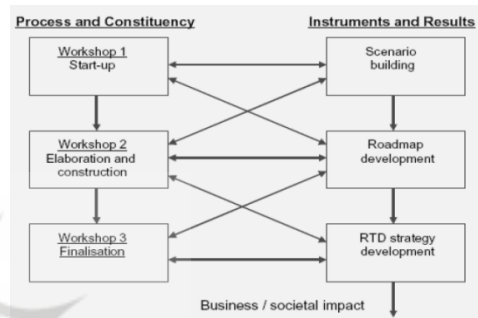 Process and Constituency
Instruments and Results
Workshop 1
Start-up
Scenario
building
Workshop 2
Elaboration and
construction
Roadmap
development
Workshop 3
Finalisation
RTD strategy
development
Business / societal impact